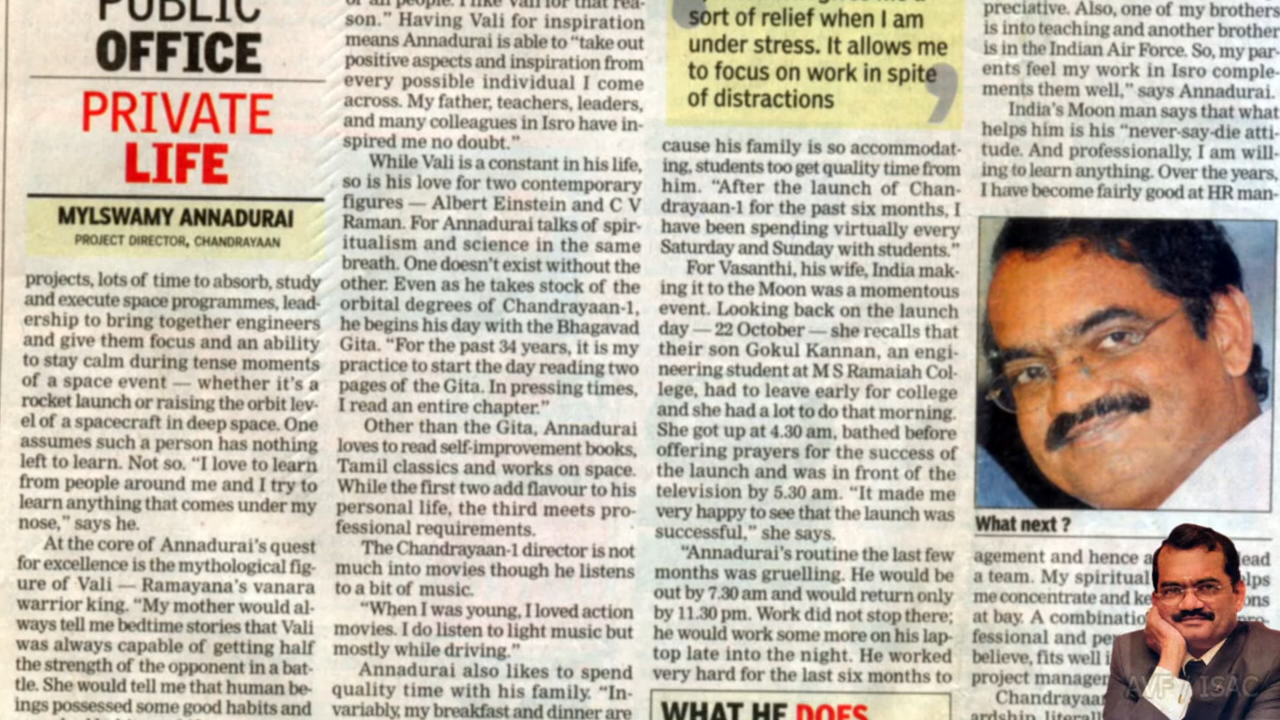 PUBLIC
OFFICE
PRIVATE
LIFE
MYLSWAMY ANNADURAI
PROJECT DIRECTOR, CHANDRAYAAN
projects, lots of time to absorb, study
and execute space programmes, lead-
ership to bring together engineers
and give them focus and an ability
to stay calm during tense moments
of a space event — whether it's a
rocket launch or raising the orbit lev-
el of a spacecraft in deep space. One
assumes such a person has nothing
left to learn. Not so. “I love to learn
from people around me and I try to
learn anything that comes under my
nose,” says he.
At the core of Annadurai's quest
for excellence is the mythological fig-
ure of Vali — Ramayana's vanara
warrior king. “My mother would al-
ways tell me bedtime stories that Vali
was always capable of getting half
the strength of the opponent in a bat-
tle. She would tell me that human be-
ings possessed some good habits and
of all people. I like Vali for that rea-
son.” Having Vali for inspiration
means Annadurai is able to “take out
positive aspects and inspiration from
every possible individual I come
across. My father, teachers, leaders,
and many colleagues in Isro have in-
spired me no doubt.”
While Vali is a constant in his life,
so is his love for two contemporary
figures — Albert Einstein and C V
Raman. For Annadurai talks of spir-
itualism and science in the same
breath. One doesn't exist without the
other. Even as he takes stock of the
orbital degrees of Chandrayaan-1,
he begins his day with the Bhagavad
Gita. “For the past 34 years, it is my
practice to start the day reading two
pages of the Gita. In pressing times,
I read an entire chapter.”
Other than the Gita, Annadurai
loves to read self-improvement books,
Tamil classics and works on space.
While the first two add flavour to his
personal life, the third meets pro-
fessional requirements.
The Chandrayaan-1 director is not
much into movies though he listens
to a bit of music.
“When I was young, I loved action
movies. I do listen to light music but
mostly while driving.”
Annadurai also likes to spend
quality time with his family. “In-
variably, my breakfast and dinner are
sort of relief when I am
under stress. It allows me
to focus on work in spite
of distractions
cause his family is so accommodat-
ing, students too get quality time from
him. “After the launch of Chan-
drayaan-1 for the past six months, I
have been spending virtually every
Saturday and Sunday with students.”
For Vasanthi, his wife, India mak-
ing it to the Moon was a momentous
event. Looking back on the launch
day — 22 October — she recalls that
their son Gokul Kannan, an engi-
neering student at M S Ramaiah Col-
lege, had to leave early for college
and she had a lot to do that morning.
She got up at 4.30 am, bathed before
offering prayers for the success of
the launch and was in front of the
television by 5.30 am. “It made me
very happy to see that the launch was
successful,” she says.
“Annadurai's routine the last few
months was gruelling. He would be
out by 7.30 am and would return only
by 11.30 pm. Work did not stop there;
he would work some more on his lap-
top late into the night. He worked
very hard for the last six months to
WHAT HE DOES
preciative. Also, one of my brothers
is into teaching and another brother
is in the Indian Air Force. So, my par-
ents feel my work in Isro comple-
ments them well,” says Annadurai.
India's Moon man says that what
helps him is his “never-say-die atti-
tude. And professionally, I am will-
ing to learn anything. Over the years,
I have become fairly good at HR man-
What next ?
agement and hence a lead
a team. My spiritual
me concentrate and
at bay. A combination
fessional and
believe, fits well
project manager
Chandrayaan
AVF / ISAC